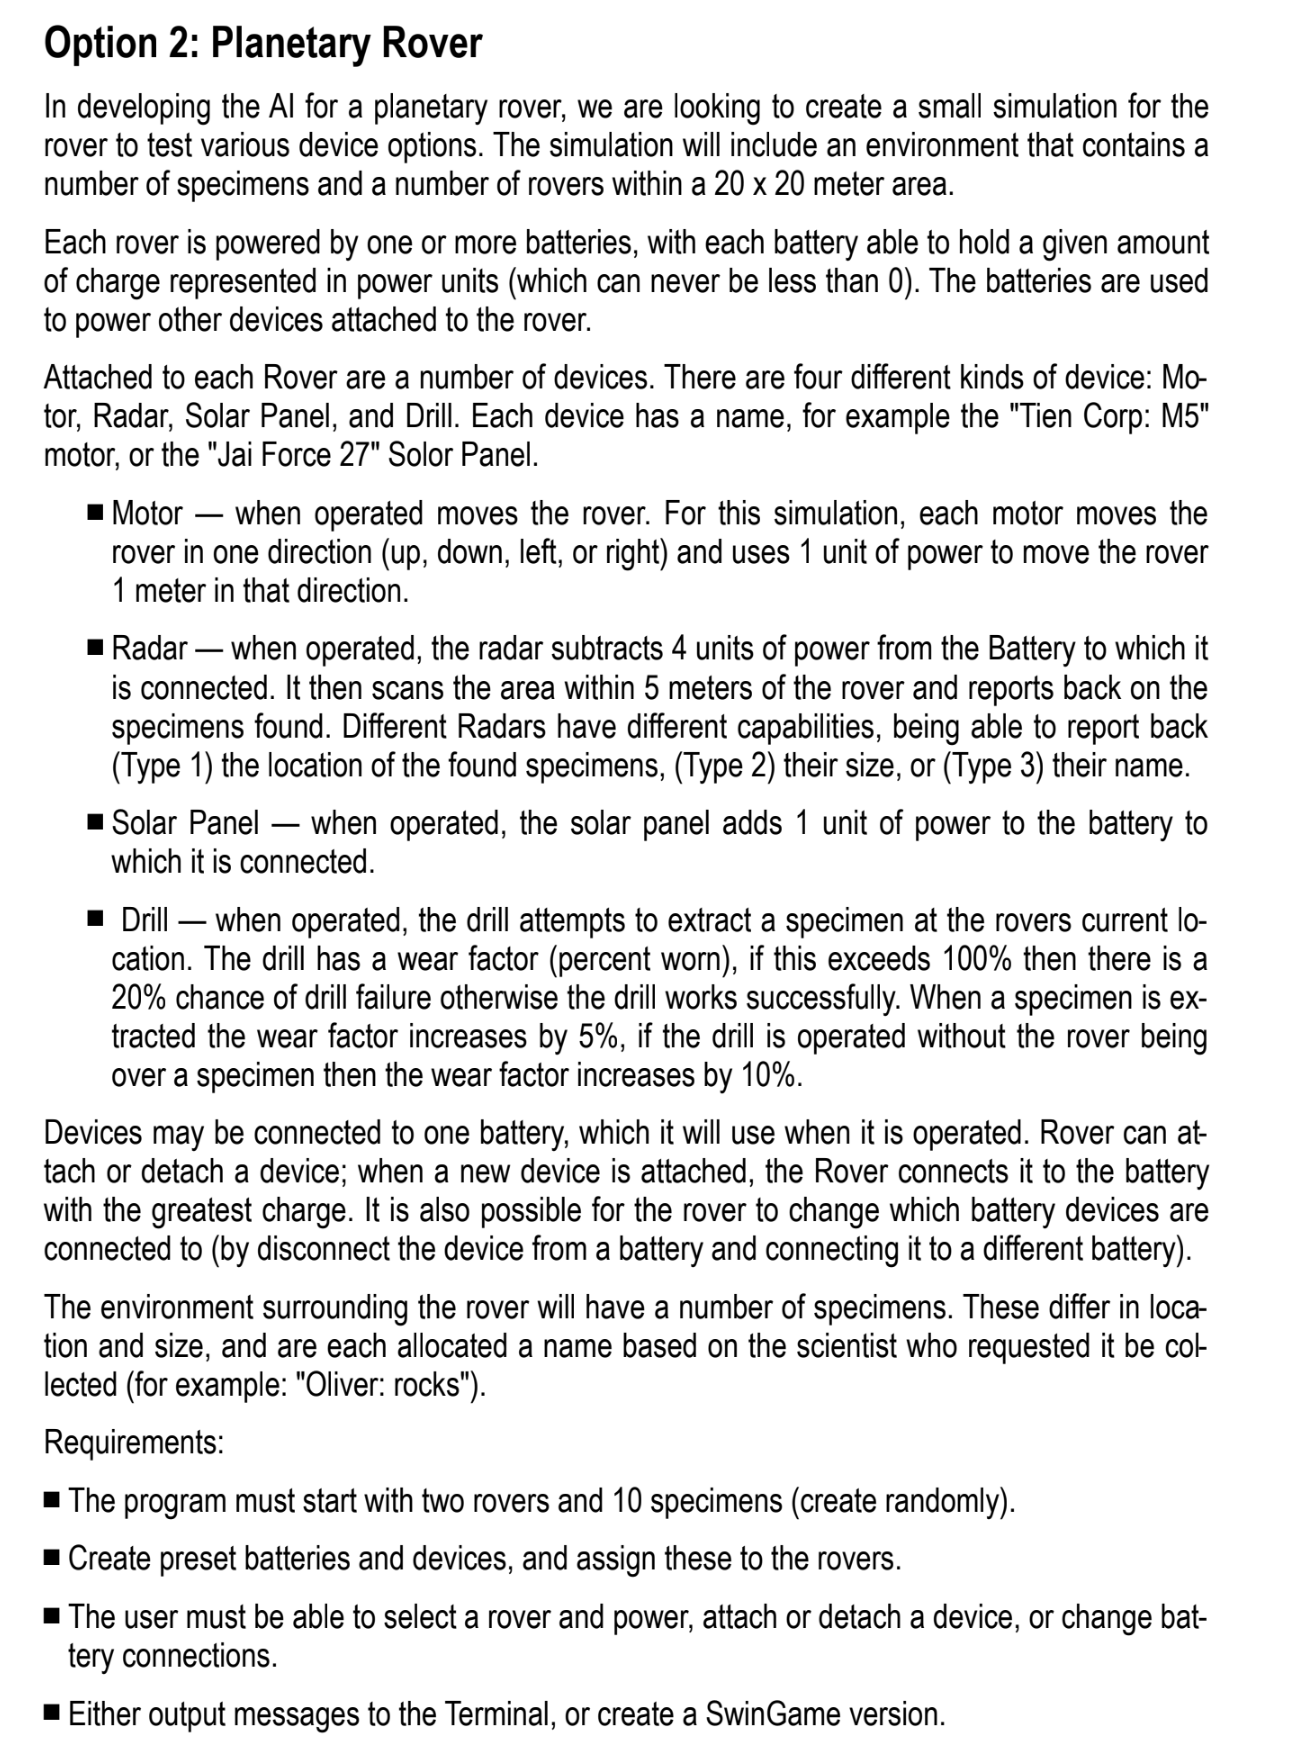 Option 2: Planetary Rover
In developing the AI for a planetary rover, we are looking to create a small simulation for the
rover to test various device options. The simulation will include an environment that contains a
number of specimens and a number of rovers within a 20 x 20 meter area.
Each rover is powered by one or more batteries, with each battery able to hold a given amount
of charge represented in power units (which can never be less than 0). The batteries are used
to power other devices attached to the rover.
Attached to each Rover are a number of devices. There are four different kinds of device: Mo-
tor, Radar, Solar Panel, and Drill. Each device has a name, for example the "Tien Corp: M5"
motor, or the "Jai Force 27" Solor Panel.
■ Motor — when operated moves the rover. For this simulation, each motor moves the
rover in one direction (up, down, left, or right) and uses 1 unit of power to move the rover
1 meter in that direction.
■ Radar — when operated, the radar subtracts 4 units of power from the Battery to which it
is connected. It then scans the area within 5 meters of the rover and reports back on the
specimens found. Different Radars have different capabilities, being able to report back
(Type 1) the location of the found specimens, (Type 2) their size, or (Type 3) their name.
■ Solar Panel — when operated, the solar panel adds 1 unit of power to the battery to
which it is connected.
■ Drill — when operated, the drill attempts to extract a specimen at the rovers current lo-
cation. The drill has a wear factor (percent worn), if this exceeds 100% then there is a
20% chance of drill failure otherwise the drill works successfully. When a specimen is ex-
tracted the wear factor increases by 5%, if the drill is operated without the rover being
over a specimen then the wear factor increases by 10%.
Devices may be connected to one battery, which it will use when it is operated. Rover can at-
tach or detach a device; when a new device is attached, the Rover connects it to the battery
with the greatest charge. It is also possible for the rover to change which battery devices are
connected to (by disconnect the device from a battery and connecting it to a different battery).
The environment surrounding the rover will have a number of specimens. These differ in loca-
tion and size, and are each allocated a name based on the scientist who requested it be col-
lected (for example: "Oliver: rocks").
Requirements:
■ The program must start with two rovers and 10 specimens (create randomly).
■ Create preset batteries and devices, and assign these to the rovers.
■ The user must be able to select a rover and power, attach or detach a device, or change bat-
tery connections.
■ Either output messages to the Terminal, or create a SwinGame version.